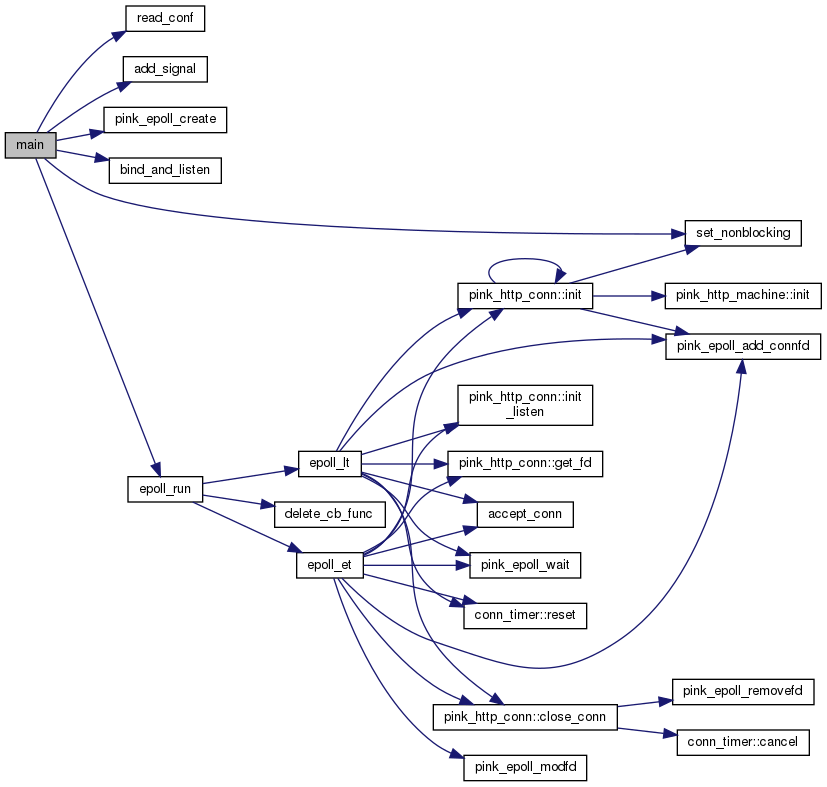 read_conf
add_signal
pink_epoll_create
main
bind_and_listen
set_nonblocking
pink_http_conn::init
pink_http_machine::init
pink_epoll_add_connfd
pink_http_conn::init
_listen
epoll_lt
pink_http_conn::get_fd
epoll_run
delete_cb_func
accept_conn
epoll_et
pink_epoll_wait
conn_timer::reset
pink_epoll_removefd
pink_http_conn::close_conn
conn_timer::cancel
pink_epoll_modfd